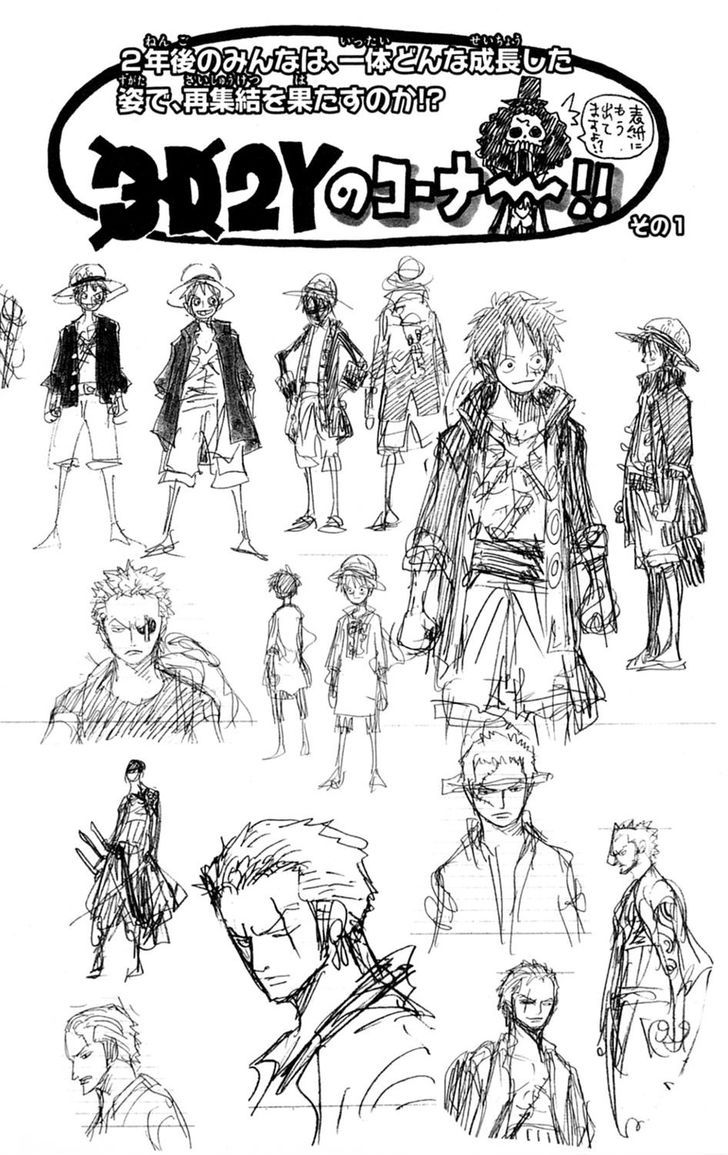 2年後のみんなは、一体どんな成長した
姿で、再集結を果たすのか!?
3D2Yのコーナー!!
その1
表紙に
もう
出て
ますよ!?